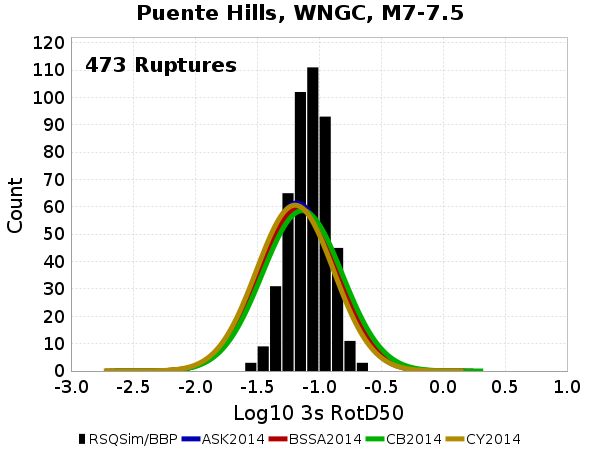 Puente Hills, WNGC, M7-7.5
473 Ruptures
Count
120
110
100
90
80
70
60
50
40
30
20
10
0
-3.0 -2.5 -2.0 -1.5 -1.0 -0.5 0.0 0.5 1.0
Log10 3s RotD50
RSQSim/BBP ASK2014 BSSA2014 CB2014 CY2014